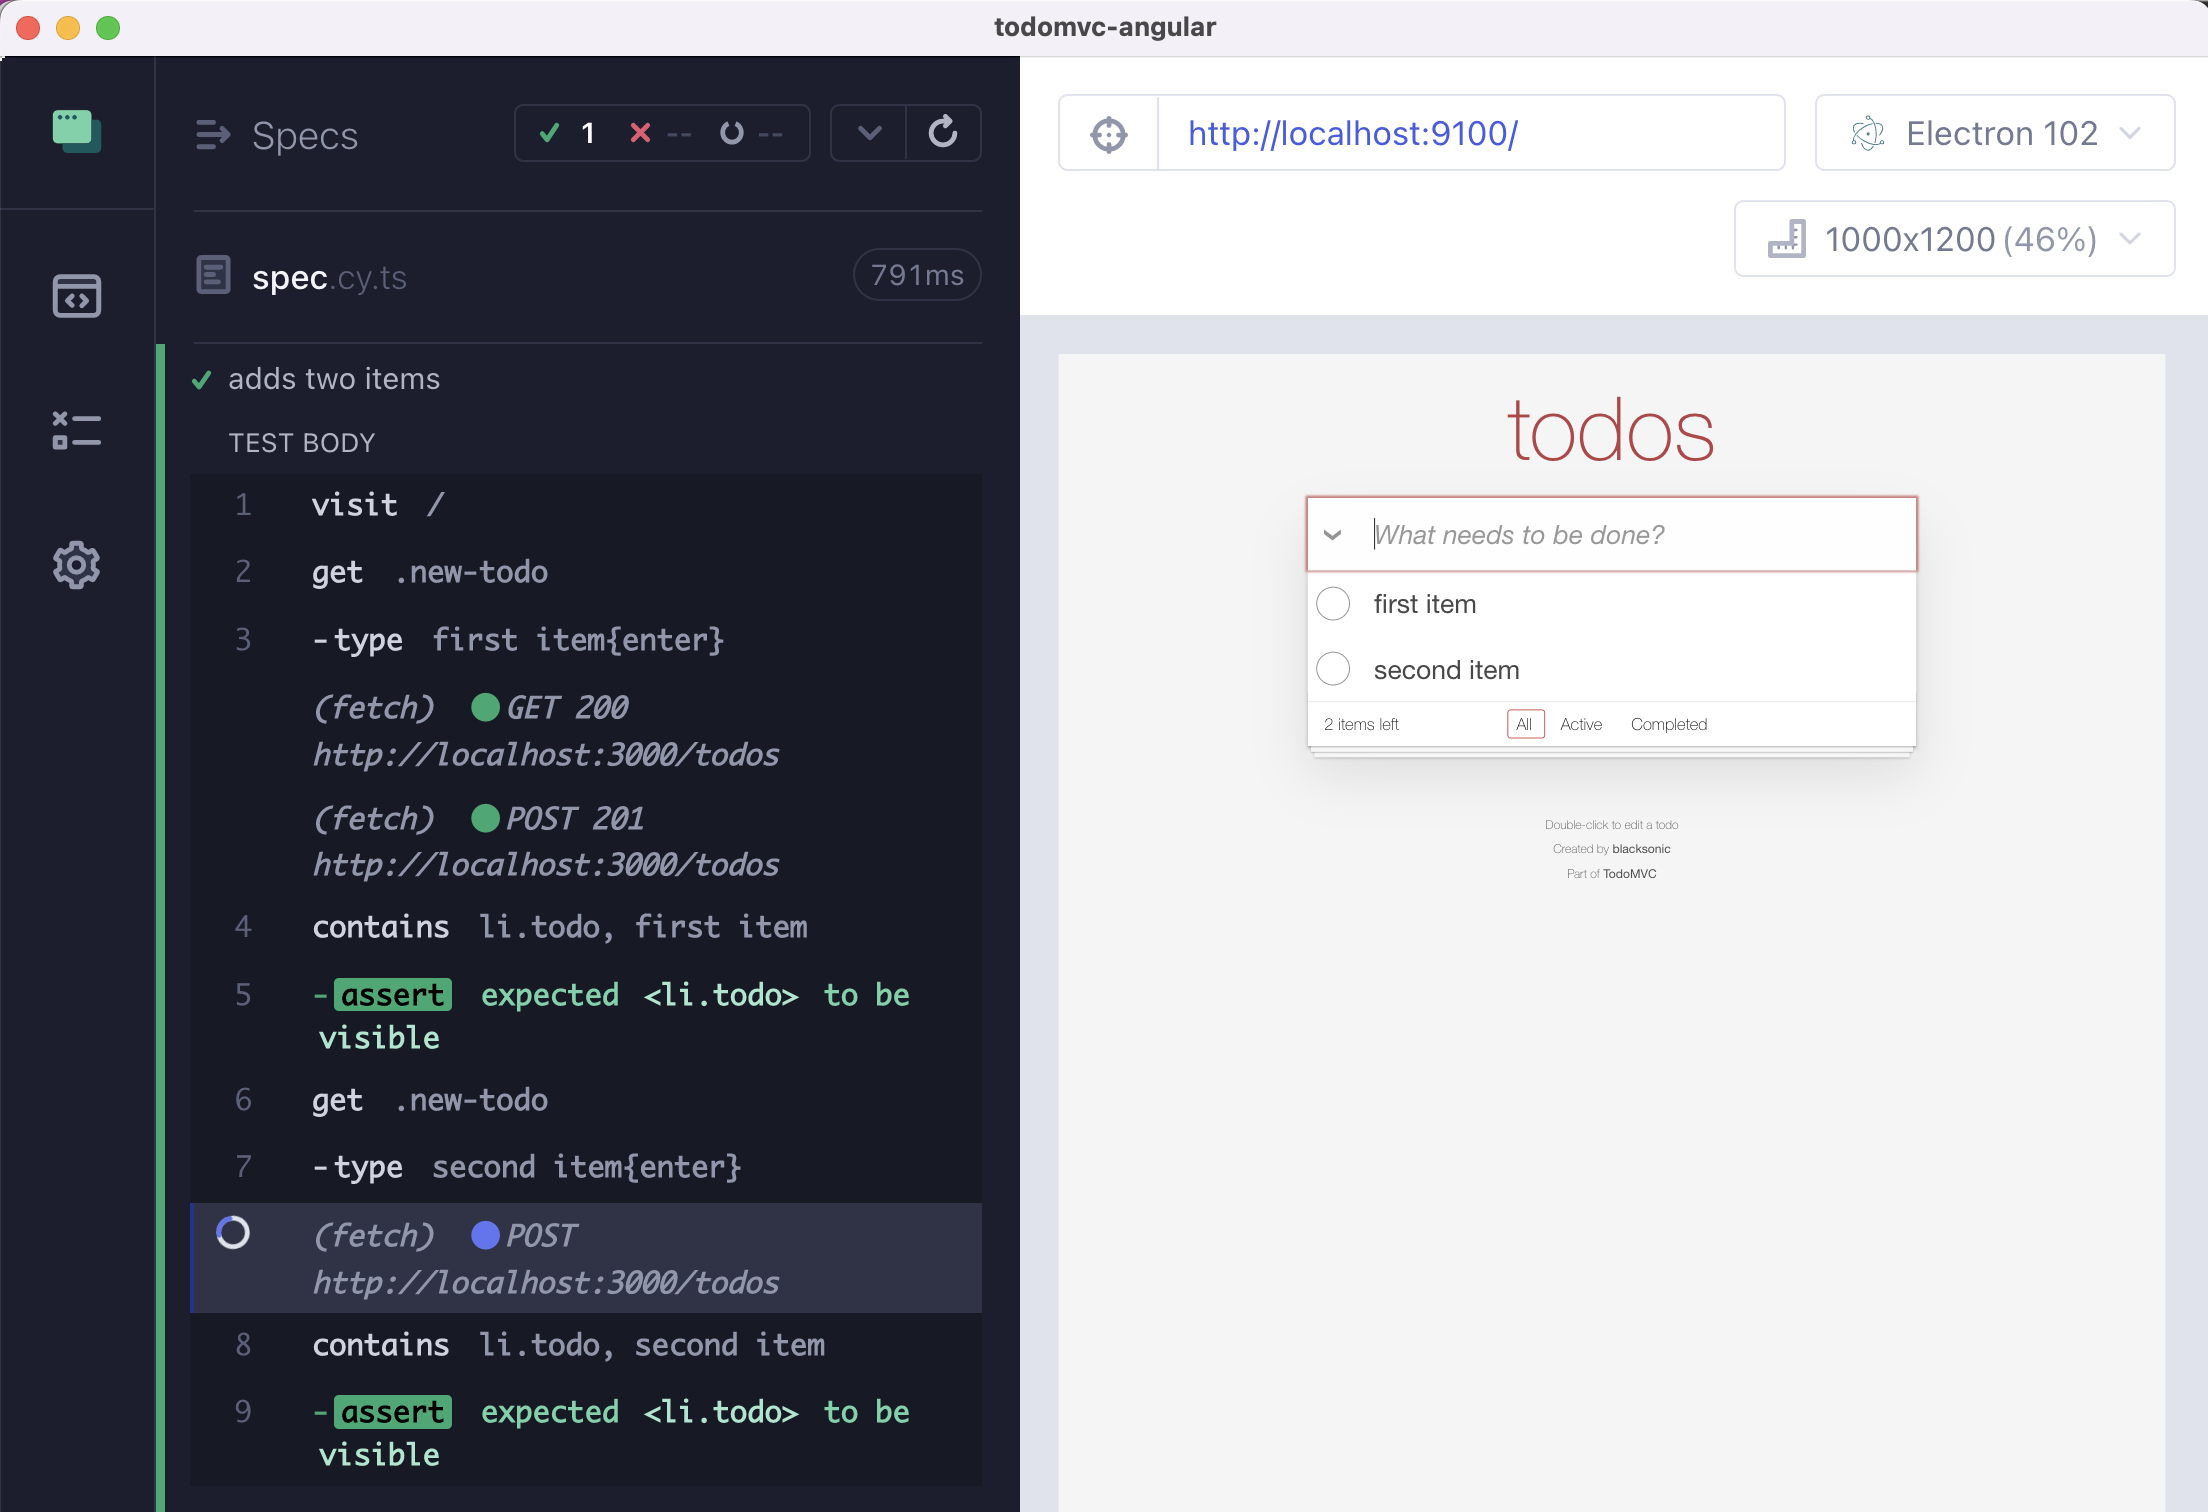 todomvc-angular
Specs
1 -- --
spec.cy.ts
791ms
adds two items
TEST BODY
1 visit /
2 get .new-todo
3 -type first item{enter}
(fetch) GET 200
http://localhost:3000/todos
(fetch) POST 201
http://localhost:3000/todos
4 contains li.todo, first item
5 -assert expected <li.todo> to be
visible
6 get .new-todo
7 -type second item{enter}
(fetch) POST
http://localhost:3000/todos
8 contains li.todo, second item
9 -assert expected <li.todo> to be
visible
http://localhost:9100/
Electron 102
1000x1200 (46%)
todos
What needs to be done?
first item
second item
2 items left All Active Completed
Double-click to edit a todo
Created by blacksonic
Part of TodoMVC